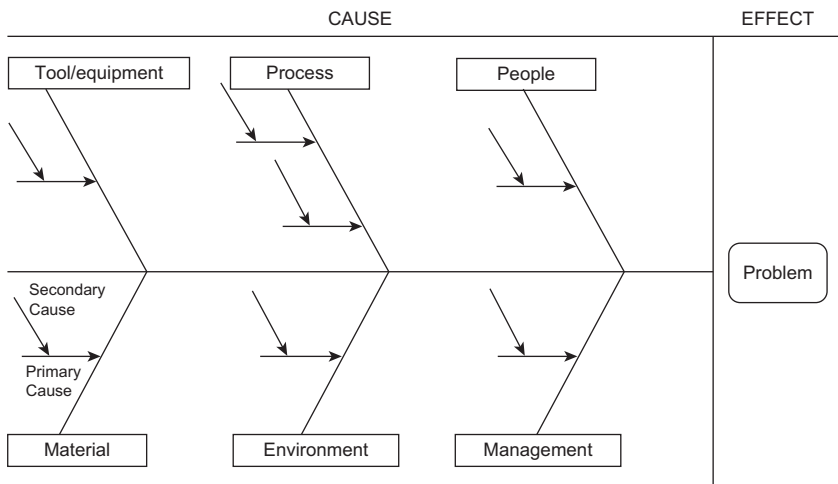 CAUSE
EFFECT
Tool/equipment
Process
People
Problem
Secondary
Cause
Primary
Cause
Material
Environment
Management